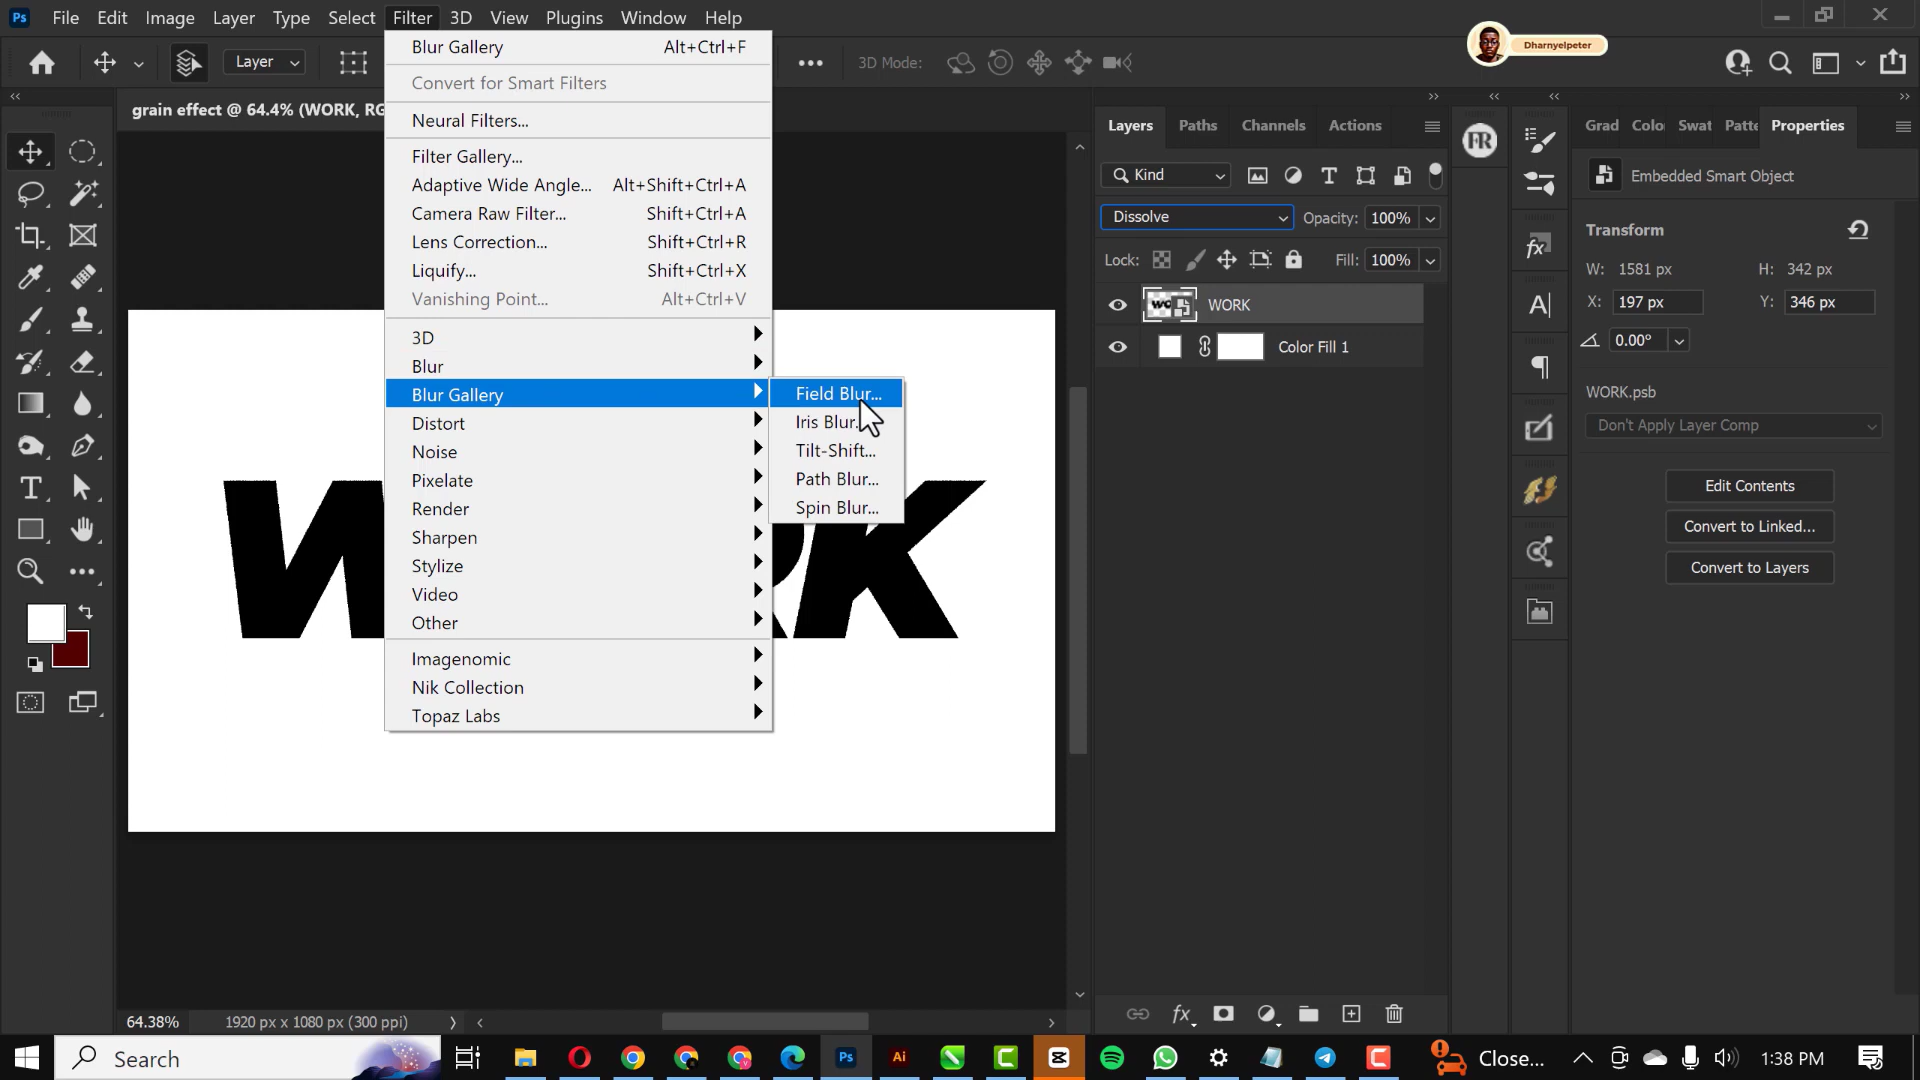 Ps File Edit Image Layer Type Select Filter 3D View Plugins Window Help
Dharnyelpeter
Layer
3D Mode:
grain effect @ 64.4% (WORK, RG
Blur Gallery Alt+Ctrl+F
Convert for Smart Filters
Neural Filters...
Filter Gallery...
Adaptive Wide Angle... Alt+Shift+Ctrl+A
Camera Raw Filter... Shift+Ctrl+A
Lens Correction... Shift+Ctrl+R
Liquify... Shift+Ctrl+X
Vanishing Point... Alt+Ctrl+V
3D
Blur
Blur Gallery
Distort
Noise
Pixelate
Render
Sharpen
Stylize
Video
Other
Imagenomic
Nik Collection
Topaz Labs
Field Blur...
Iris Blur...
Tilt-Shift...
Path Blur...
Spin Blur...
Layers Paths Channels Actions
Kind
Dissolve Opacity: 100%
Lock: Fill: 100%
WORK
Color Fill 1
FR
Grad Colo Swat Patte Properties
Embedded Smart Object
Transform
W: 1581 px H: 342 px
X: 197 px Y: 346 px
0.00°
WORK.psb
Don't Apply Layer Comp
Edit Contents
Convert to Linked...
Convert to Layers
64.38% 1920 px x 1080 px (300 ppi)
fx
Search
Ps
Ai
Close...
1:38 PM